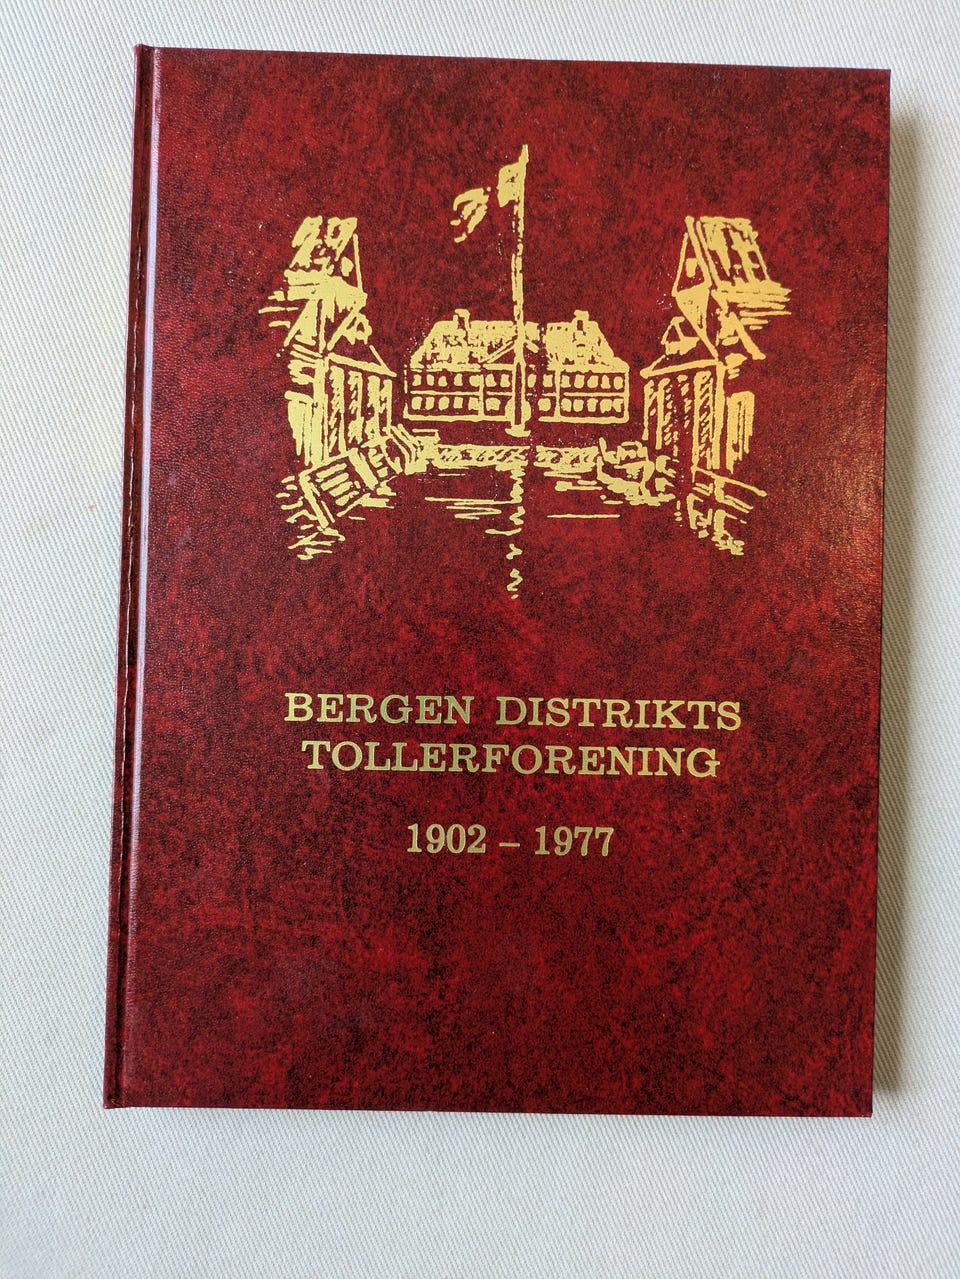 BERGEN DISTRIKTS
TOLLERFORENING
1902 – 1977